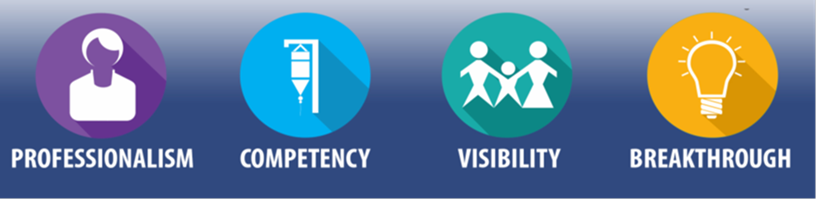 PROFESSIONALISM COMPETENCY VISIBILITY BREAKTHROUGH